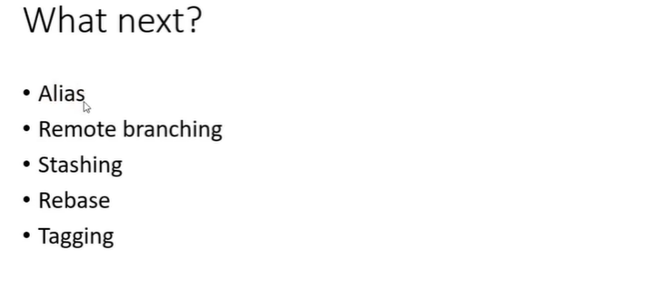 What next?
• Alias
• Remote branching
• Stashing
• Rebase
• Tagging